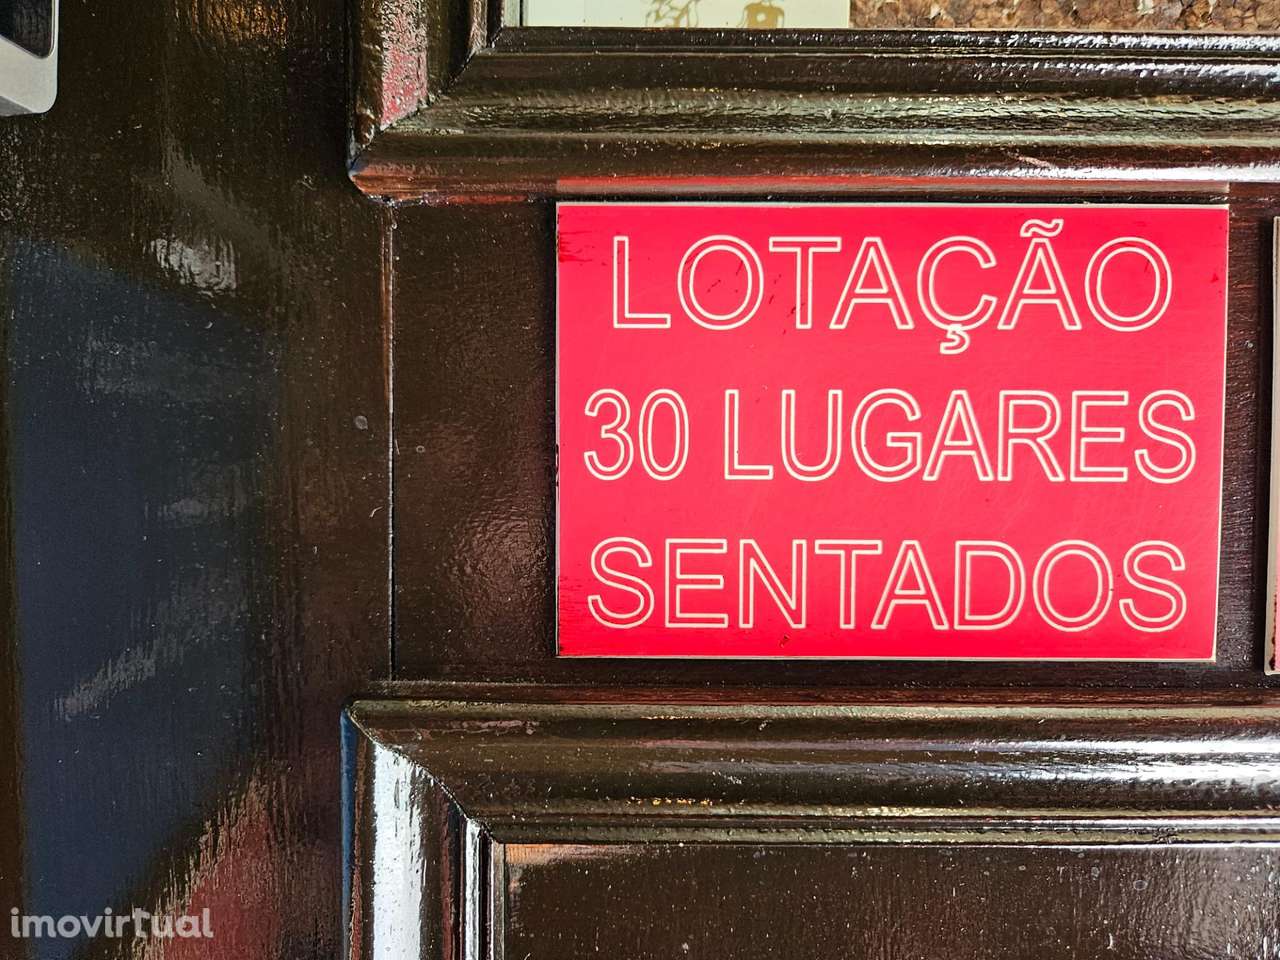 LOTAÇÃO
30 LUGARES
SENTADOS
imovirtual